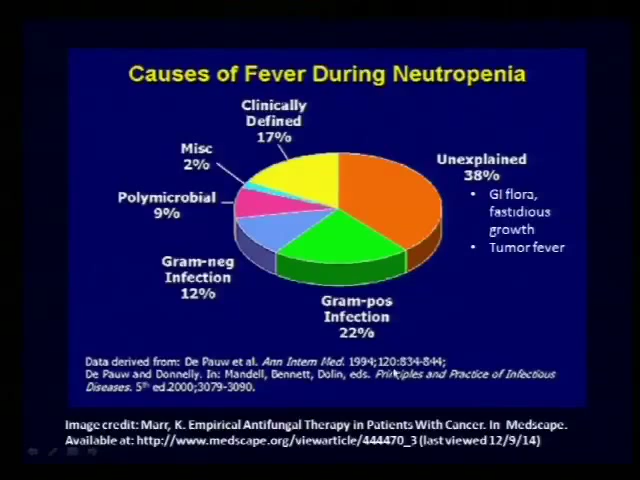 Causes of Fever During Neutropenia
Clinically
Defined
17%
Misc
2%
Polymicrobial
9%
Gram-neg
Infection
12%
Gram-pos
Infection
22%
Unexplained
38%
• GI flora,
fastidious
growth
• Tumor fever
Data derived from: De Pauw et al. Ann Intern Med. 1994;120:834-844;
De Pauw and Donnelly. In: Mandell, Bennett, Dolin, eds. Principles and Practice of Infectious
Diseases. 5th ed.2000;3079-3090.
Image credit: Marr, K. Empirical Antifungal Therapy in Patients With Cancer. In Medscape.
Available at: http://www.medscape.org/viewarticle/444470_3 (last viewed 12/9/14)